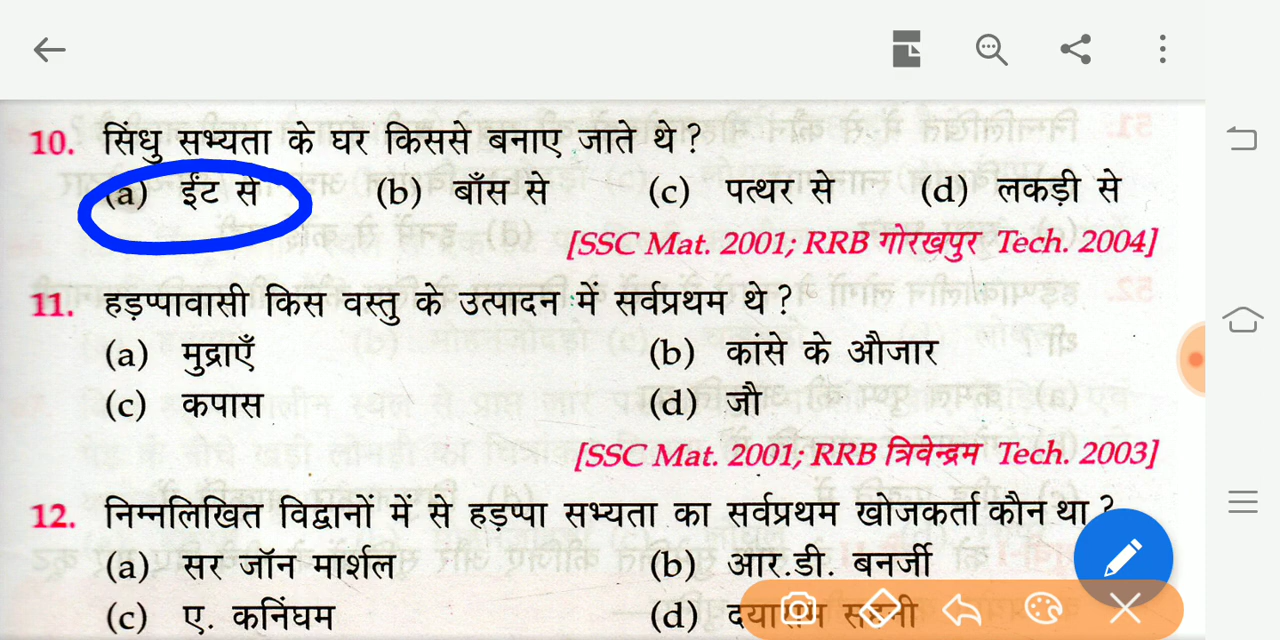 10. सिंधु सभ्यता के घर किससे बनाए जाते थे ?
(a) ईंट से (b) बाँस से (c) पत्थर से (d) लकड़ी से
[SSC Mat. 2001; RRB गोरखपुर Tech. 2004]
11. हड़प्पावासी किस वस्तु के उत्पादन में सर्वप्रथम थे ?
(a) मुद्राएँ (b) कांसे के औजार
(c) कपास (d) जौ
[SSC Mat. 2001; RRB त्रिवेन्द्रम Tech. 2003]
12. निम्नलिखित विद्वानों में से हड़प्पा सभ्यता का सर्वप्रथम खोजकर्ता कौन था ?
(a) सर जॉन मार्शल (b) आर.डी. बनर्जी
(c) ए. कनिंघम (d) दयाराम सहनी